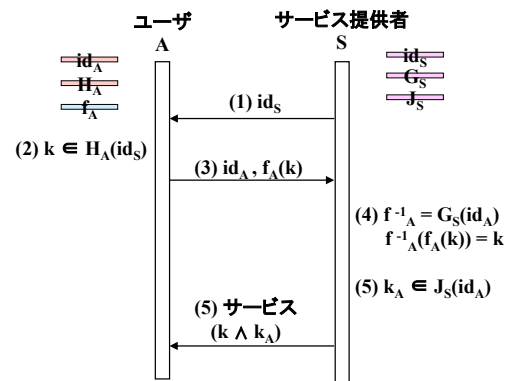 ユーザ
A
サービス提供者
S
id_A
H_A
f_A
id_S
G_S
J_S
(1) id_S
(2) k ∈ H_A(id_S)
(3) id_A , f_A(k)
(4) f ^-1_A = G_S(id_A)
f ^-1_A(f_A(k)) = k
(5) k_A ∈ J_S(id_A)
(5) サービス
(k ∧ k_A)